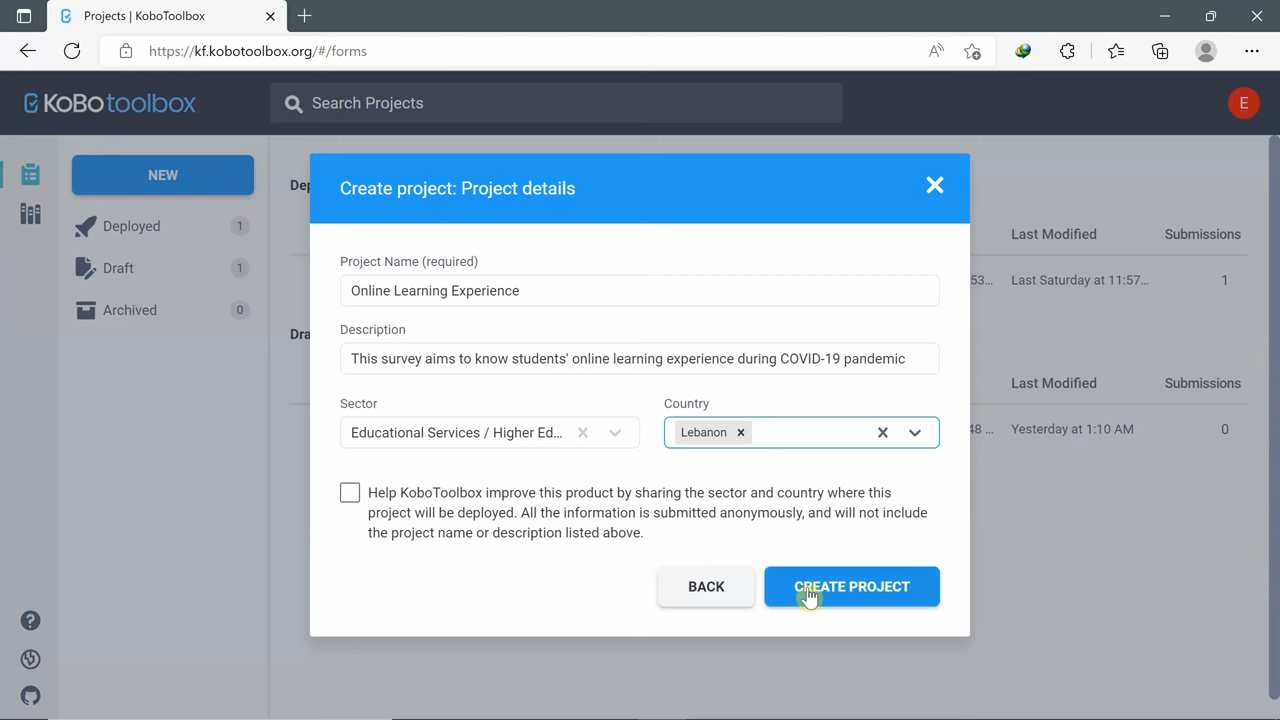 Projects | KoboToolbox
https://kf.kobotoolbox.org/#/forms
KoBo toolbox
Search Projects
E
NEW
Deployed 1
Draft 1
Archived 0
Last Modified Submissions
53... Last Saturday at 11:57... 1
Last Modified Submissions
48 ... Yesterday at 1:10 AM 0
Create project: Project details
Project Name (required)
Online Learning Experience
Description
This survey aims to know students' online learning experience during COVID-19 pandemic
Sector Country
Educational Services / Higher Ed... Lebanon
Help KoboToolbox improve this product by sharing the sector and country where this
project will be deployed. All the information is submitted anonymously, and will not include
the project name or description listed above.
BACK CREATE PROJECT